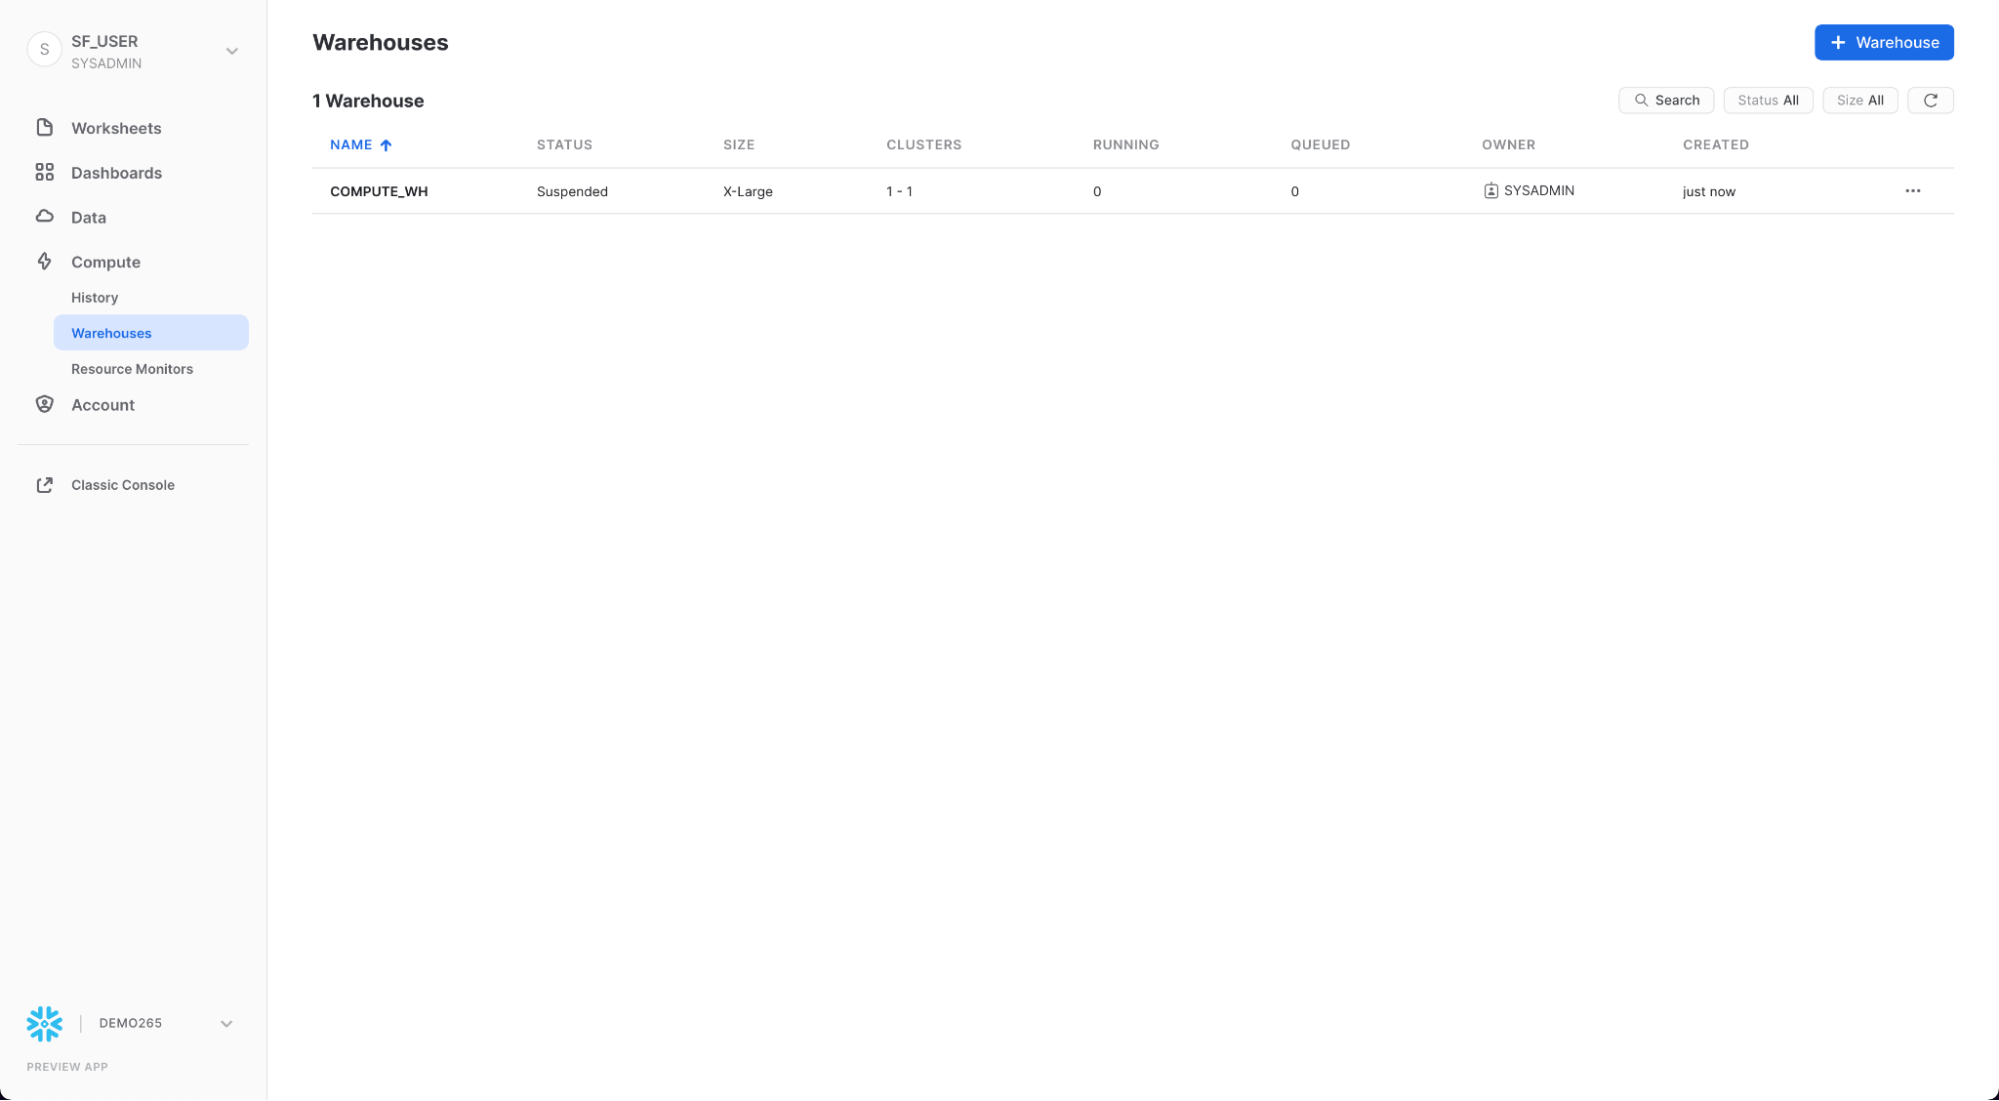 S
SF_USER
SYSADMIN
Worksheets
Dashboards
Data
Compute
History
Warehouses
Resource Monitors
Account
Classic Console
DEMO265
PREVIEW APP
Warehouses
+ Warehouse
1 Warehouse
Search
Status All
Size All
NAME STATUS SIZE CLUSTERS RUNNING QUEUED OWNER CREATED
COMPUTE_WH Suspended X-Large 1 - 1 0 0 SYSADMIN just now ...